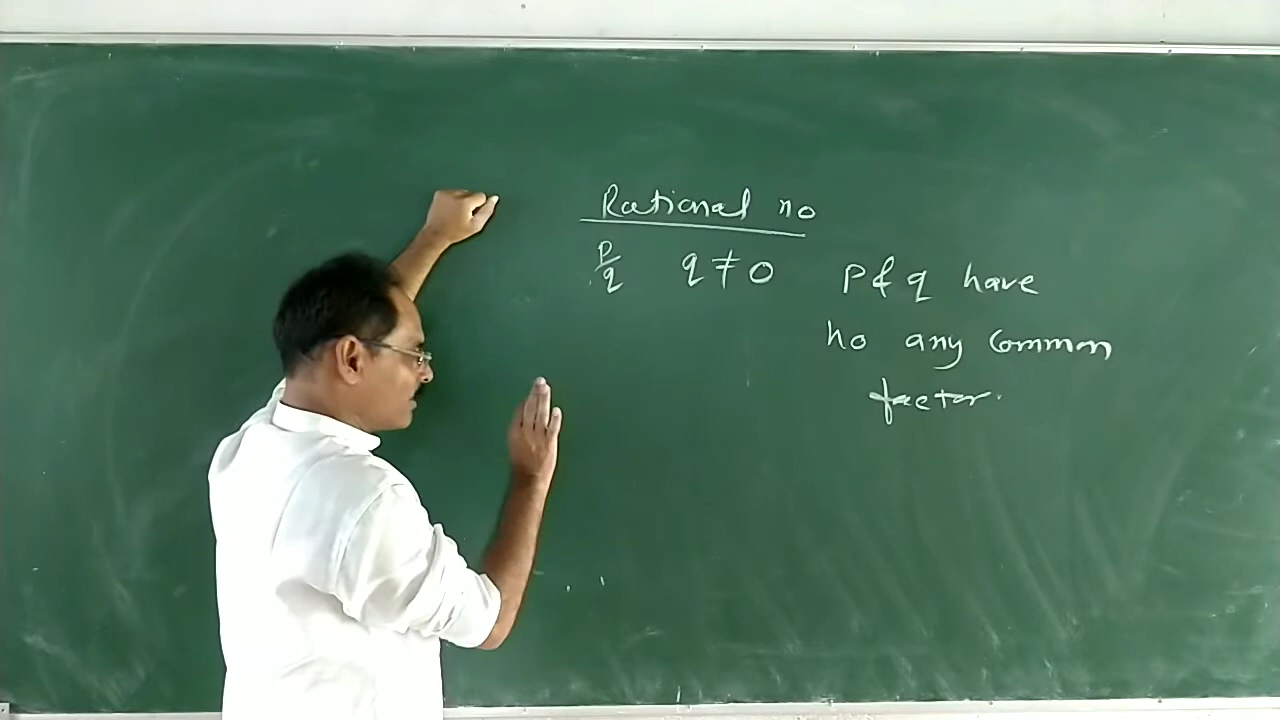 Rational no
p/q q ≠ 0 P & q have
no any common
factor.